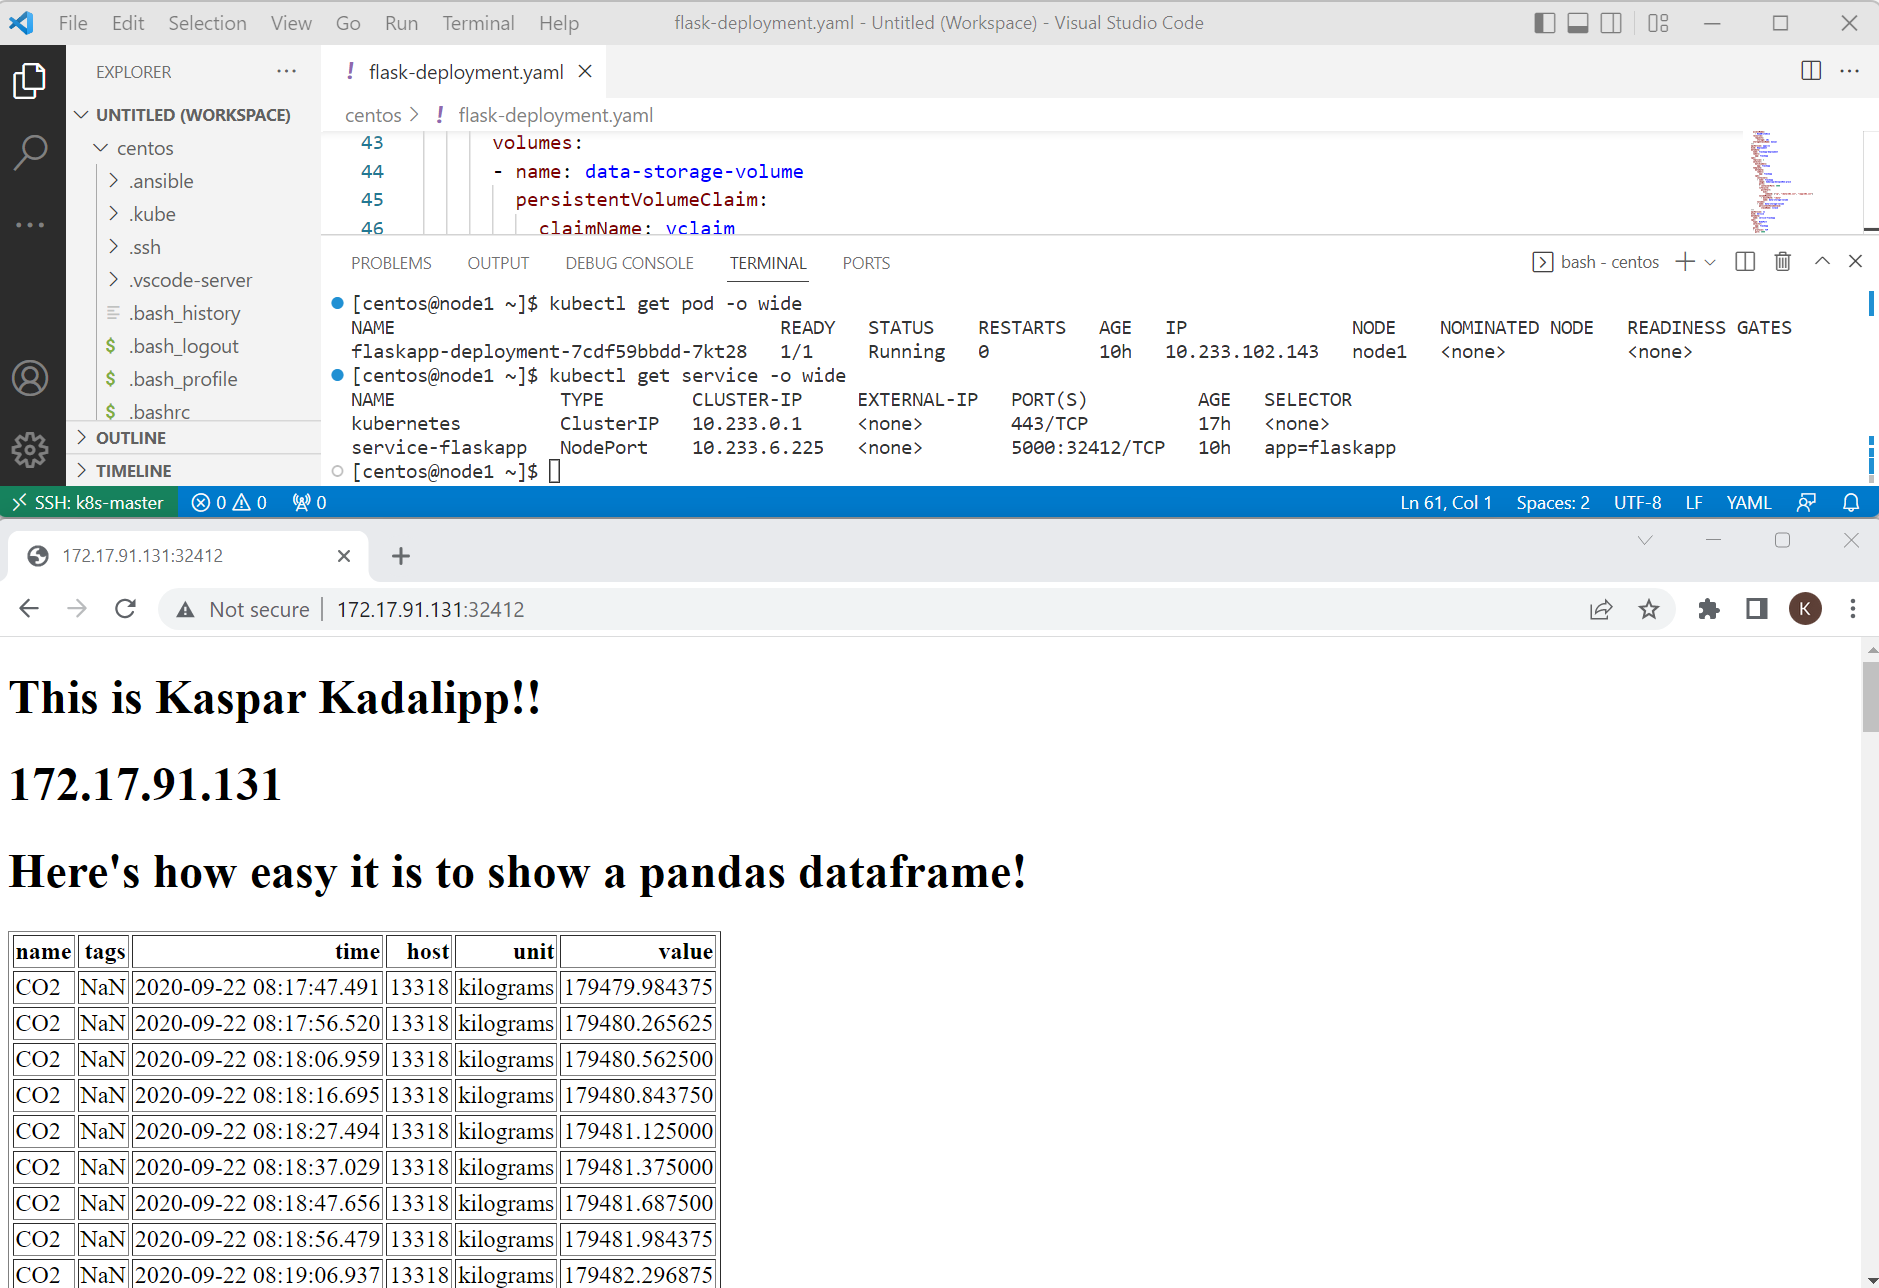 File Edit Selection View Go Run Terminal Help flask-deployment.yaml - Untitled (Workspace) - Visual Studio Code
EXPLORER
UNTITLED (WORKSPACE)
centos
.ansible
.kube
.ssh
.vscode-server
.bash_history
$ .bash_logout
$ .bash_profile
$ .bashrc
OUTLINE
TIMELINE
! flask-deployment.yaml
centos > ! flask-deployment.yaml
43 volumes:
44 - name: data-storage-volume
45 persistentVolumeClaim:
46 claimName: vclaim
PROBLEMS OUTPUT DEBUG CONSOLE TERMINAL PORTS bash - centos
[centos@node1 ~]$ kubectl get pod -o wide
NAME READY STATUS RESTARTS AGE IP NODE NOMINATED NODE READINESS GATES
flaskapp-deployment-7cdf59bbdd-7kt28 1/1 Running 0 10h 10.233.102.143 node1 <none> <none>
[centos@node1 ~]$ kubectl get service -o wide
NAME TYPE CLUSTER-IP EXTERNAL-IP PORT(S) AGE SELECTOR
kubernetes ClusterIP 10.233.0.1 <none> 443/TCP 17h <none>
service-flaskapp NodePort 10.233.6.225 <none> 5000:32412/TCP 10h app=flaskapp
[centos@node1 ~]$
SSH: k8s-master 0 0 0 Ln 61, Col 1 Spaces: 2 UTF-8 LF YAML
172.17.91.131:32412
Not secure 172.17.91.131:32412 K
This is Kaspar Kadalipp!!
172.17.91.131
Here's how easy it is to show a pandas dataframe!
name tags time host unit value
CO2 NaN 2020-09-22 08:17:47.491 13318 kilograms 179479.984375
CO2 NaN 2020-09-22 08:17:56.520 13318 kilograms 179480.265625
CO2 NaN 2020-09-22 08:18:06.959 13318 kilograms 179480.562500
CO2 NaN 2020-09-22 08:18:16.695 13318 kilograms 179480.843750
CO2 NaN 2020-09-22 08:18:27.494 13318 kilograms 179481.125000
CO2 NaN 2020-09-22 08:18:37.029 13318 kilograms 179481.375000
CO2 NaN 2020-09-22 08:18:47.656 13318 kilograms 179481.687500
CO2 NaN 2020-09-22 08:18:56.479 13318 kilograms 179481.984375
CO2 NaN 2020-09-22 08:19:06.937 13318 kilograms 179482.296875